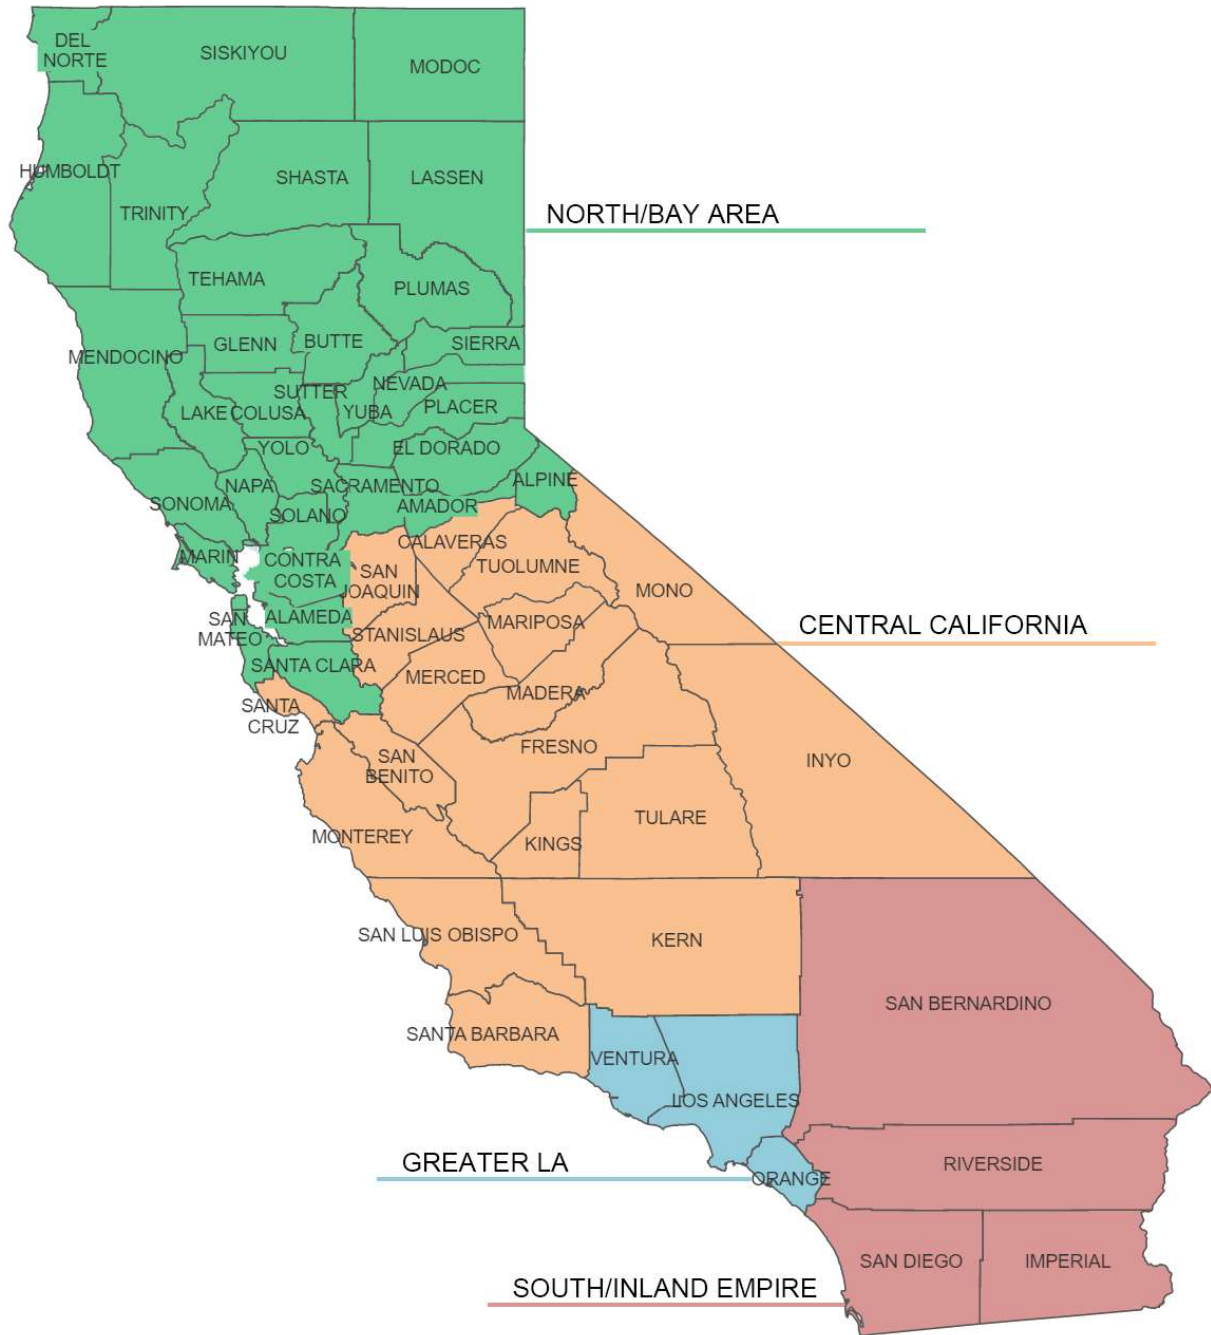 DEL
NORTE
SISKIYOU
MODOC
HUMBOLDT
TRINITY
SHASTA
LASSEN
NORTH/BAY AREA
TEHAMA
PLUMAS
MENDOCINO
GLENN
BUTTE
SIERRA
LAKE
COLUSA
SUTTER
YUBA
NEVADA
PLACER
YOLO
EL DORADO
SONOMA
NAPA
SACRAMENTO
ALPINE
SOLANO
AMADOR
MARIN
CONTRA
COSTA
CALAVERAS
SAN
JOAQUIN
TUOLUMNE
MONO
SAN
MATEO
ALAMEDA
STANISLAUS
MARIPOSA
CENTRAL CALIFORNIA
SANTA CLARA
MERCED
MADERA
SANTA
CRUZ
SAN
BENITO
FRESNO
INYO
MONTEREY
KINGS
TULARE
SAN LUIS OBISPO
KERN
SAN BERNARDINO
SANTA BARBARA
VENTURA
LOS ANGELES
GREATER LA
ORANGE
RIVERSIDE
SAN DIEGO
IMPERIAL
SOUTH/INLAND EMPIRE